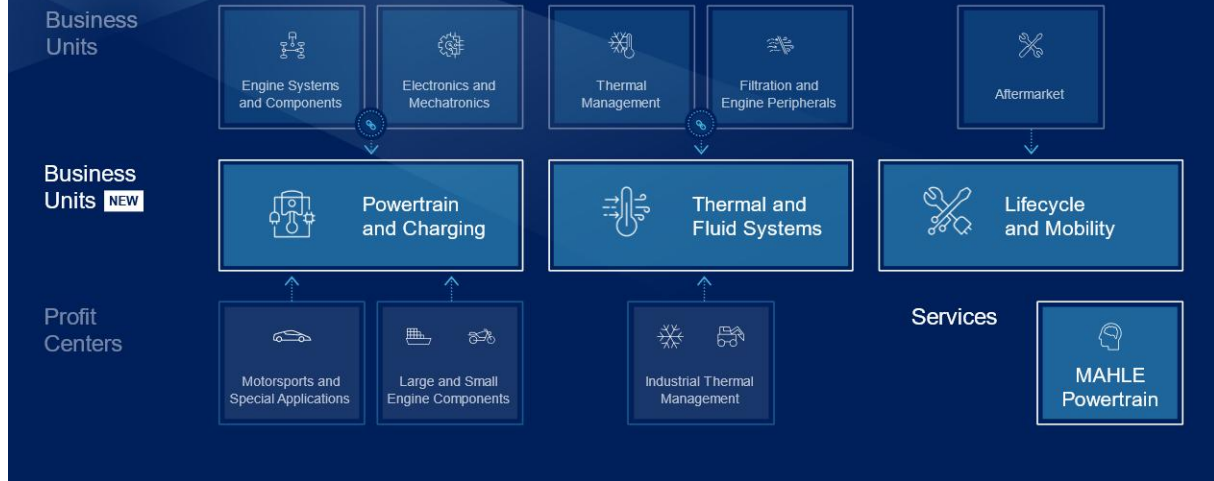 Business
Units
Engine Systems
and Components
Electronics and
Mechatronics
Thermal
Management
Filtration and
Engine Peripherals
Aftermarket
Business
Units NEW
Powertrain
and Charging
Thermal and
Fluid Systems
Lifecycle
and Mobility
Profit
Centers
Motorsports and
Special Applications
Large and Small
Engine Components
Industrial Thermal
Management
Services
MAHLE
Powertrain